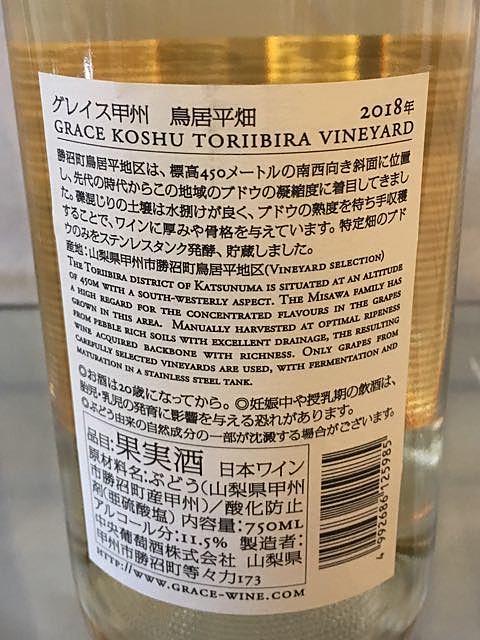 グレイス甲州 鳥居平畑 2018年
GRACE KOSHU TORIIBIRA VINEYARD
勝沼町鳥居平地区は、標高450メートルの南西向き斜面に位置
し、先代の時代からこの地域のブドウの凝縮度に着目してきまし
た。礫混じりの土壌は水捌けが良く、ブドウの熟度を待ち手収穫
することで、ワインに厚みや骨格を与えています。特定畑のブド
ウのみをステンレスタンク発酵、貯蔵しました。
産地:山梨県甲州市勝沼町鳥居平地区(VINEYARD SELECTION)
THE TORIIBIRA DISTRICT OF KATSUNUMA IS SITUATED AT AN ALTITUDE
OF 450M WITH A SOUTH-WESTERLY ASPECT. THE MISAWA FAMILY HAS
A HIGH REGARD FOR THE CONCENTRATED FLAVOURS IN THE GRAPES
GROWN IN THIS AREA. MANUALLY HARVESTED AT OPTIMAL RIPENESS
FROM PEBBLE RICH SOILS WITH EXCELLENT DRAINAGE, THE RESULTING
WINE ACQUIRED BACKBONE WITH RICHNESS. ONLY GRAPES FROM
CAREFULLY SELECTED VINEYARDS ARE USED, WITH FERMENTATION AND
MATURATION IN A STAINLESS STEEL TANK.
◎お酒は20歳になってから。◎妊娠中や授乳期の飲酒は、
胎児・乳児の発育に影響を与える恐れがあります。
◎ぶどう由来の自然成分の一部が沈澱する場合がございます。
品目:果実酒 日本ワイン
原材料名:ぶどう(山梨県甲州
市勝沼町産甲州)/酸化防止
剤(亜硫酸塩) 内容量:750ML
アルコール分:11.5% 製造者:
中央葡萄酒株式会社 山梨県
甲州市勝沼町等々力173
HTTP://WWW.GRACE-WINE.COM
4 992686 125985